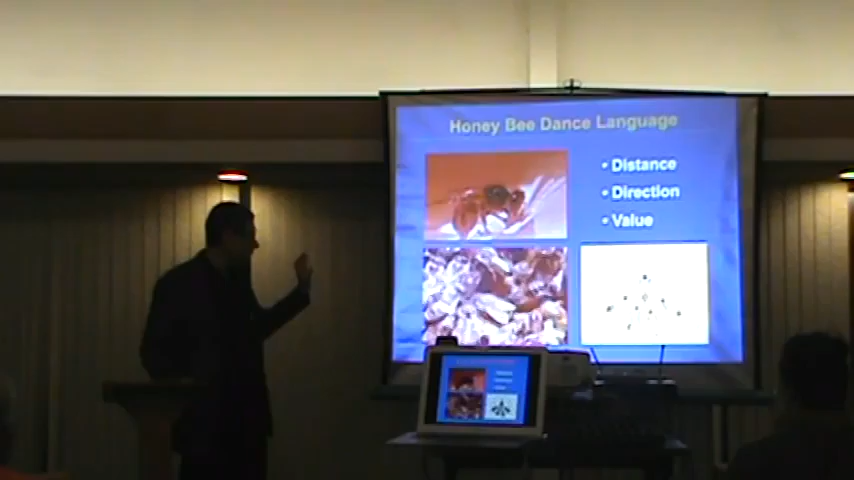 Honey Bee Dance Language
• Distance
• Direction
• Value